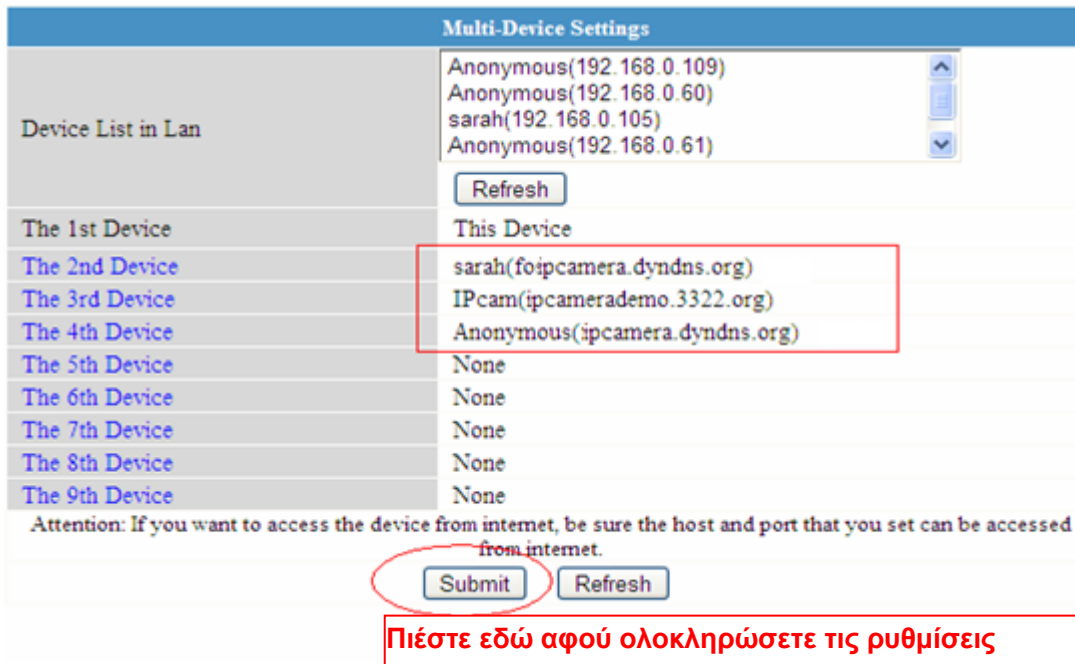 Multi-Device Settings
Device List in Lan
Anonymous(192.168.0.109)
Anonymous(192.168.0.60)
sarah(192.168.0.105)
Anonymous(192.168.0.61)
Refresh
The 1st Device This Device
The 2nd Device sarah(foipcamera.dyndns.org)
The 3rd Device IPcam(ipcamerademo.3322.org)
The 4th Device Anonymous(ipcamera.dyndns.org)
The 5th Device None
The 6th Device None
The 7th Device None
The 8th Device None
The 9th Device None
Attention: If you want to access the device from internet, be sure the host and port that you set can be accessed
from internet.
Submit Refresh
Πιέστε εδώ αφού ολοκληρώσετε τις ρυθμίσεις